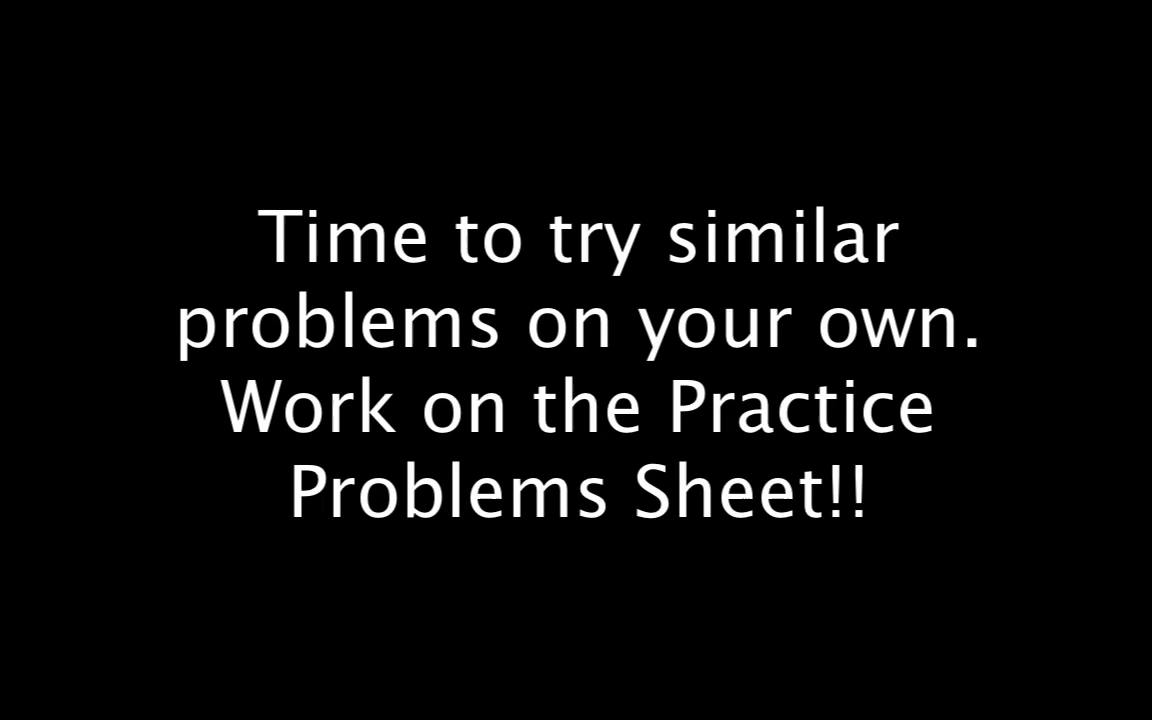 Time to try similar
problems on your own.
Work on the Practice
Problems Sheet!!